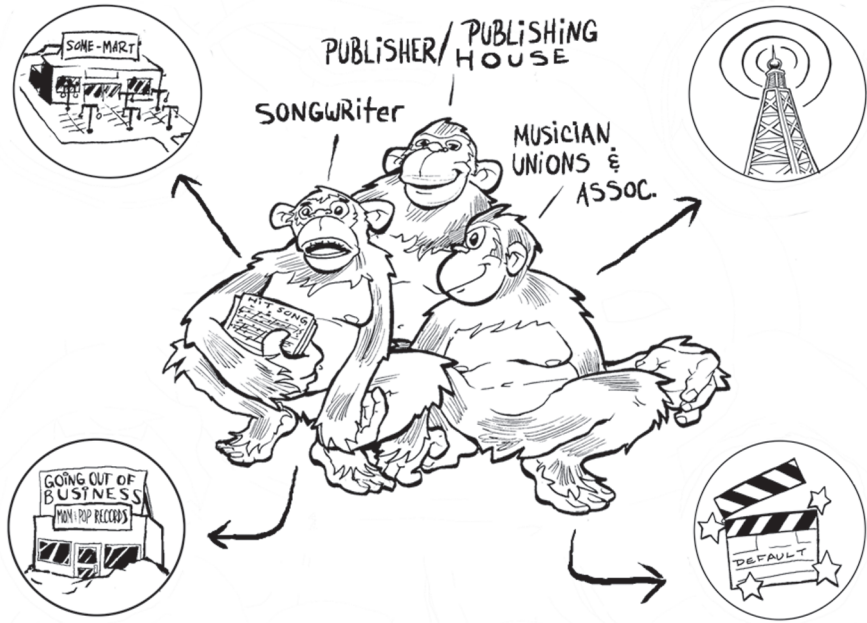 SOME-MART
PUBLISHER/ PUBLISHING
HOUSE
SONGWRITER
MUSICIAN
UNIONS &
ASSOC.
HIT SONG
GOING OUT OF
BUSINESS
MOM & POP RECORDS
DEFAULT